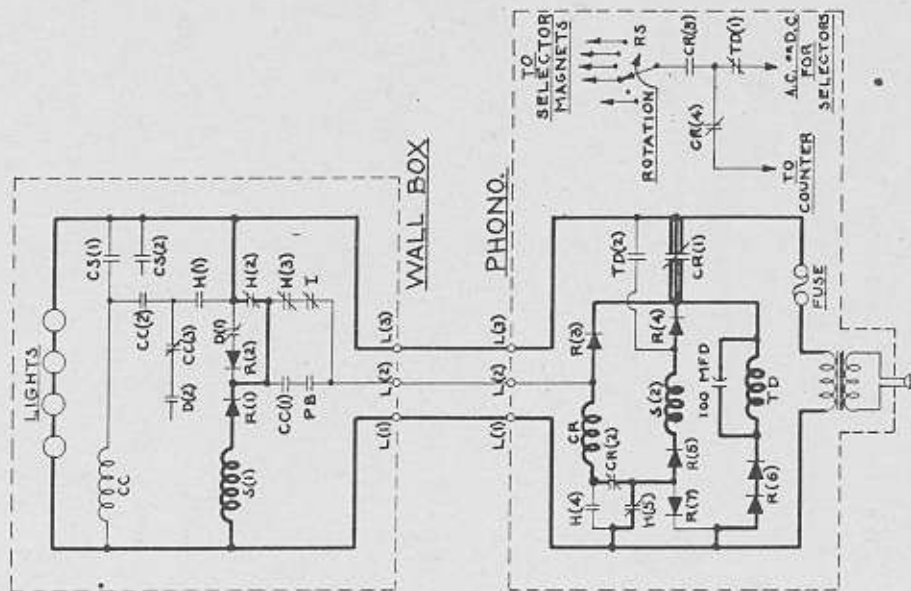 LIGHTS
CS(1)
CS(2)
CC(2)
H(1)
CC(3)
D(2)
D(1)
H(2)
R(2)
H(3)
I
R(1)
CC(1)
PB
CC
S(1)
WALL BOX
L(3)
L(2)
L(1)
PHONO.
L(3)
L(2)
L(1)
TO
SELECTOR
MAGNETS
RS
ROTATION
CR(3)
TD(1)
CR(4)
A.C. OR D.C
FOR
SELECTORS
TO
COUNTER
TD(2)
CR(1)
R(3)
R(4)
CR
CR(2)
S(2)
H(4)
H(5)
R(5)
R(7)
100 MFD
TD
R(6)
FUSE